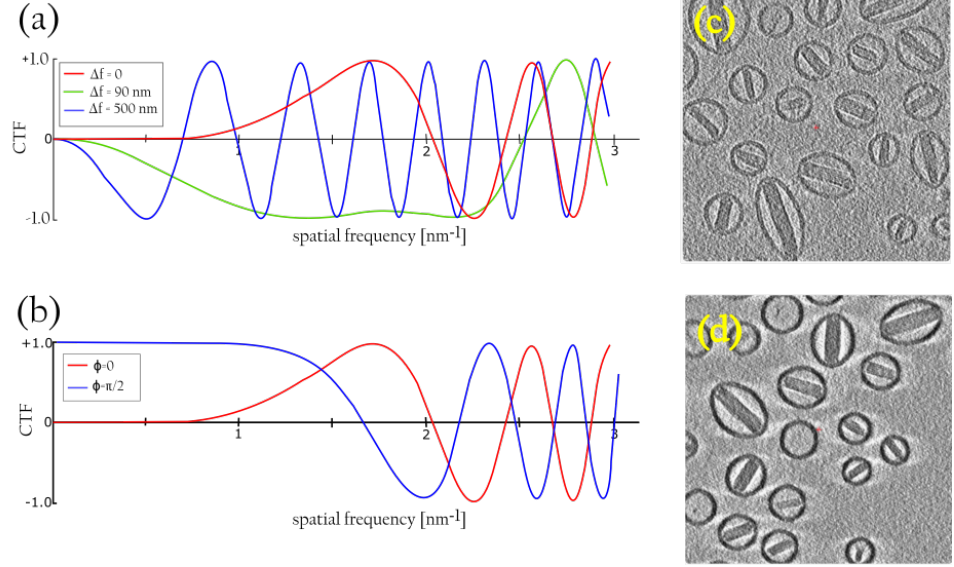 (a)
+1.0
0
-1.0
CTF
Δf = 0
Δf = 90 nm
Δf = 500 nm
1
2
3
spatial frequency [nm-1]
(c)
(b)
+1.0
0
-1.0
CTF
ϕ=0
ϕ=π/2
1
2
3
spatial frequency [nm-1]
(d)